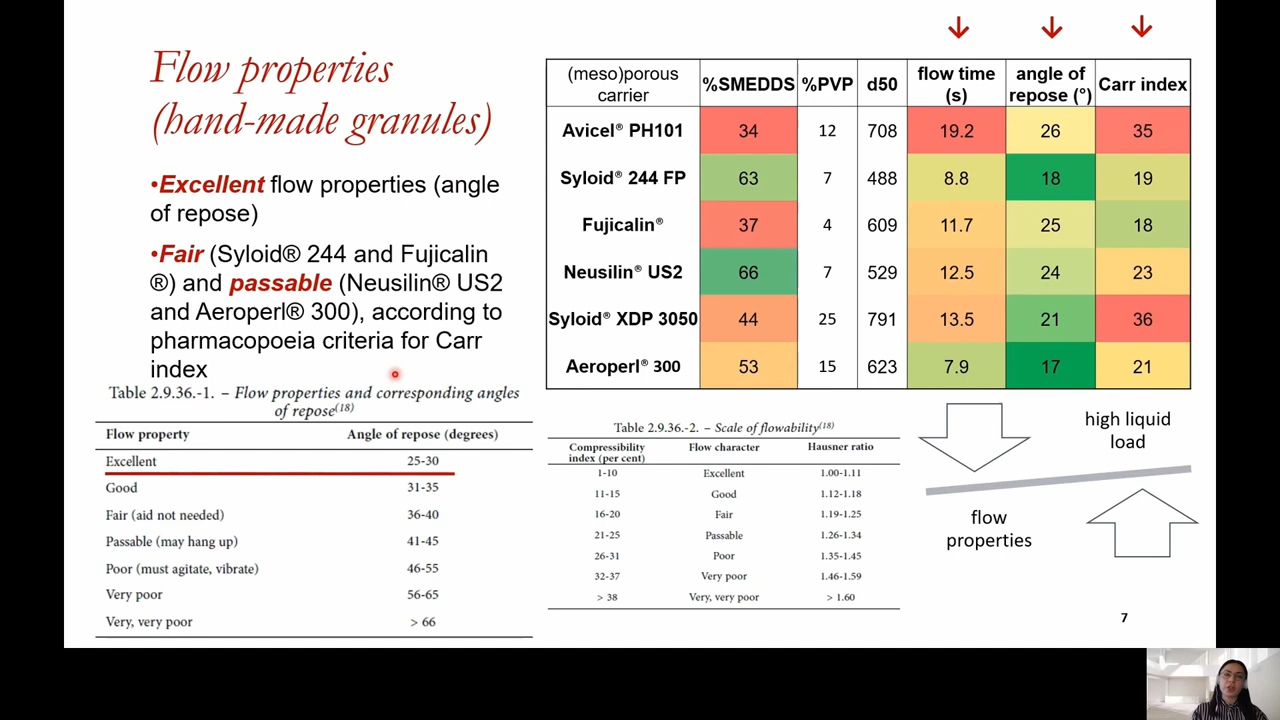 Flow properties
(hand-made granules)
•Excellent flow properties (angle
of repose)
•Fair (Syloid® 244 and Fujicalin
®) and passable (Neusilin® US2
and Aeroperl® 300), according to
pharmacopoeia criteria for Carr
index
Table 2.9.36.-1. – Flow properties and corresponding angles
of repose(18)
Flow property Angle of repose (degrees)
Excellent 25-30
Good 31-35
Fair (aid not needed) 36-40
Passable (may hang up) 41-45
Poor (must agitate, vibrate) 46-55
Very poor 56-65
Very, very poor > 66
(meso)porous
carrier %SMEDDS %PVP d50 flow time
(s) angle of
repose (°) Carr index
Avicel® PH101 34 12 708 19.2 26 35
Syloid® 244 FP 63 7 488 8.8 18 19
Fujicalin® 37 4 609 11.7 25 18
Neusilin® US2 66 7 529 12.5 24 23
Syloid® XDP 3050 44 25 791 13.5 21 36
Aeroperl® 300 53 15 623 7.9 17 21
Table 2.9.36.-2. – Scale of flowability(18)
Compressibility
index (per cent) Flow character Hausner ratio
1-10 Excellent 1.00-1.11
11-15 Good 1.12-1.18
16-20 Fair 1.19-1.25
21-25 Passable 1.26-1.34
26-31 Poor 1.35-1.45
32-37 Very poor 1.46-1.59
> 38 Very, very poor > 1.60
high liquid
load
flow
properties
7